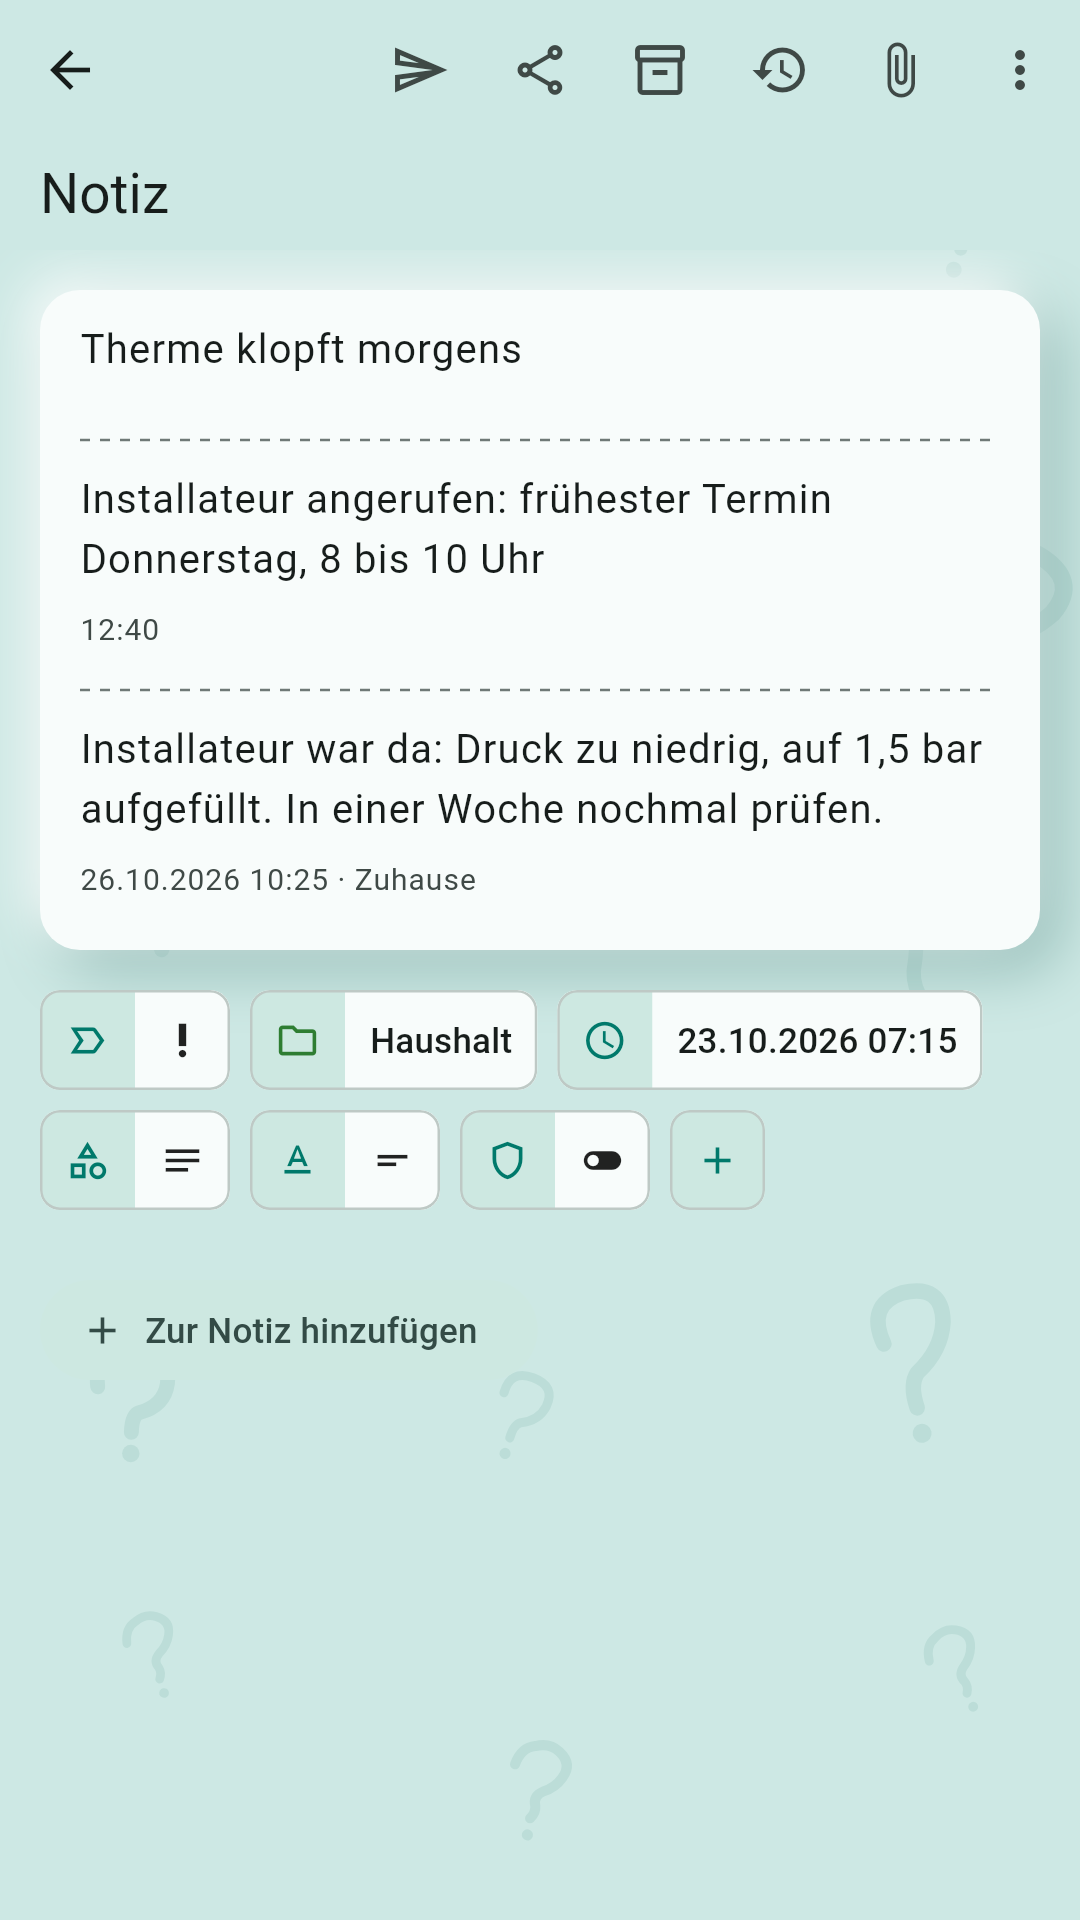 Notiz
Therme klopft morgens
Installateur angerufen: frühester Termin
Donnerstag, 8 bis 10 Uhr
12:40
Installateur war da: Druck zu niedrig, auf 1,5 bar
aufgefüllt. In einer Woche nochmal prüfen.
26.10.2026 10:25 · Zuhause
Haushalt
23.10.2026 07:15
Zur Notiz hinzufügen